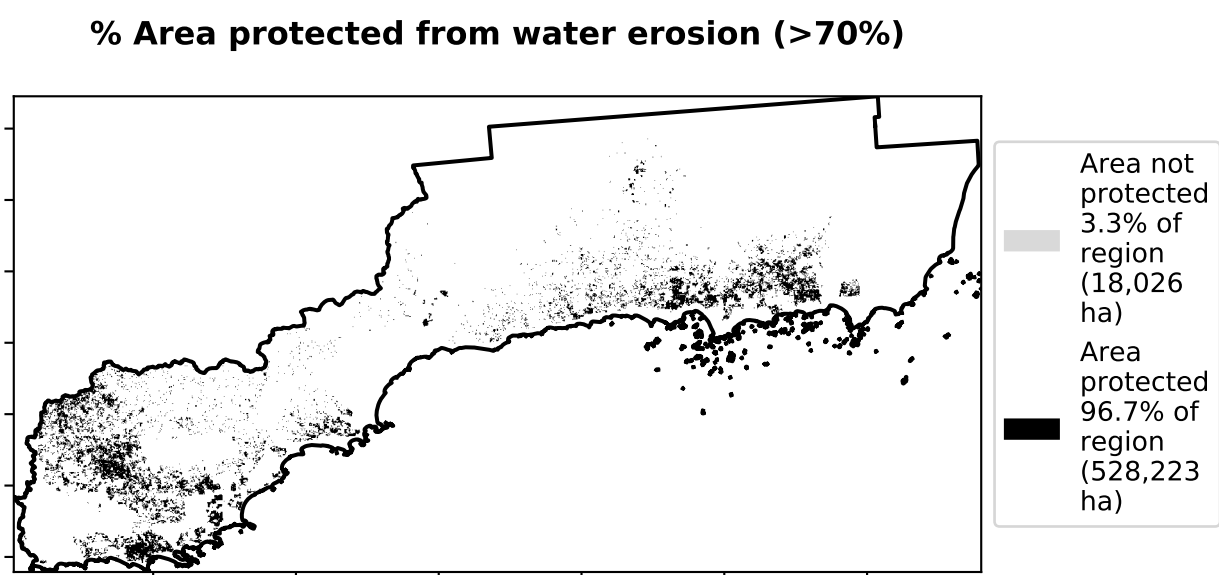 % Area protected from water erosion (>70%)
Area not
protected
3.3% of
region
(18,026
ha)
Area
protected
96.7% of
region
(528,223
ha)